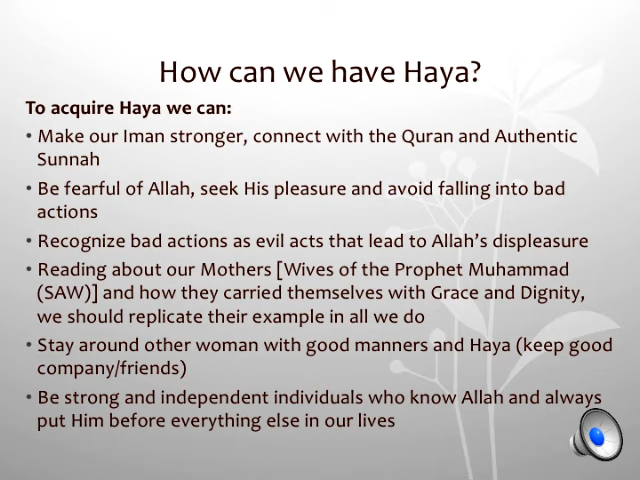 How can we have Haya?
To acquire Haya we can:
• Make our Iman stronger, connect with the Quran and Authentic
Sunnah
• Be fearful of Allah, seek His pleasure and avoid falling into bad
actions
• Recognize bad actions as evil acts that lead to Allah's displeasure
• Reading about our Mothers [Wives of the Prophet Muhammad
(SAW)] and how they carried themselves with Grace and Dignity,
we should replicate their example in all we do
• Stay around other woman with good manners and Haya (keep good
company/friends)
• Be strong and independent individuals who know Allah and always
put Him before everything else in our lives